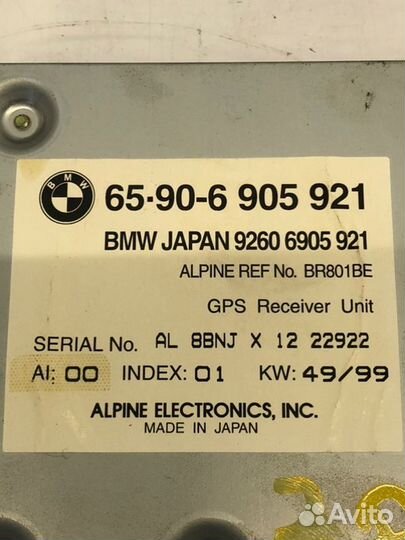 BMW
65·90-6 905 921
BMW JAPAN 9260 6905 921
ALPINE REF No. BR801BE
GPS Receiver Unit
SERIAL No. AL 8BNJ X 12 22922
AI: 00 INDEX: 01 KW: 49/99
ALPINE ELECTRONICS, INC.
MADE IN JAPAN
Avito